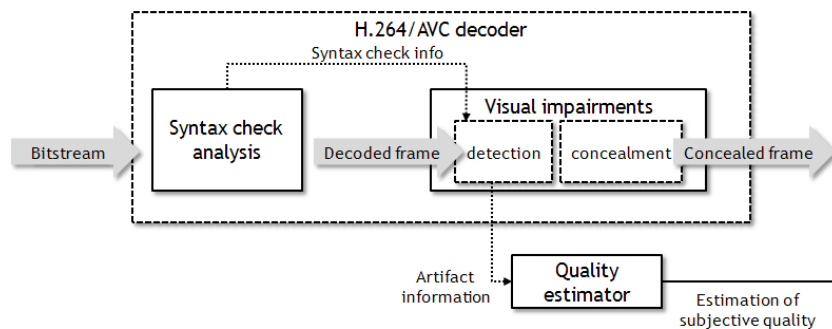 H.264/AVC decoder
Syntax check info
Syntax check
analysis
Visual impairments
Bitstream
Decoded frame
detection
concealment
Concealed frame
Artifact
information
Quality
estimator
Estimation of
subjective quality